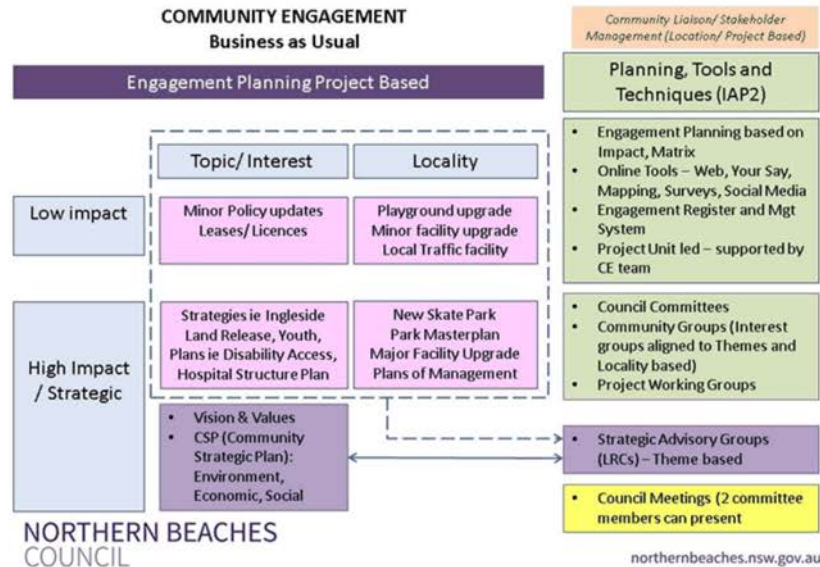 COMMUNITY ENGAGEMENT
Business as Usual
Engagement Planning Project Based
Topic/ Interest
Locality
Low impact
Minor Policy updates
Leases/ Licences
Playground upgrade
Minor facility upgrade
Local Traffic facility
High Impact
/ Strategic
Strategies ie Ingleside
Land Release, Youth,
Plans ie Disability Access,
Hospital Structure Plan
New Skate Park
Park Masterplan
Major Facility Upgrade
Plans of Management
• Vision & Values
• CSP (Community
Strategic Plan):
Environment,
Economic, Social
Community Liaison/ Stakeholder
Management (Location/ Project Based)
Planning, Tools and
Techniques (IAP2)
• Engagement Planning based on
Impact, Matrix
• Online Tools – Web, Your Say,
Mapping, Surveys, Social Media
• Engagement Register and Mgt
System
• Project Unit led – supported by
CE team
• Council Committees
• Community Groups (Interest
groups aligned to Themes and
Locality based)
• Project Working Groups
• Strategic Advisory Groups
(LRCs) – Theme based
• Council Meetings (2 committee
members can present
NORTHERN BEACHES
COUNCIL
northernbeaches.nsw.gov.au